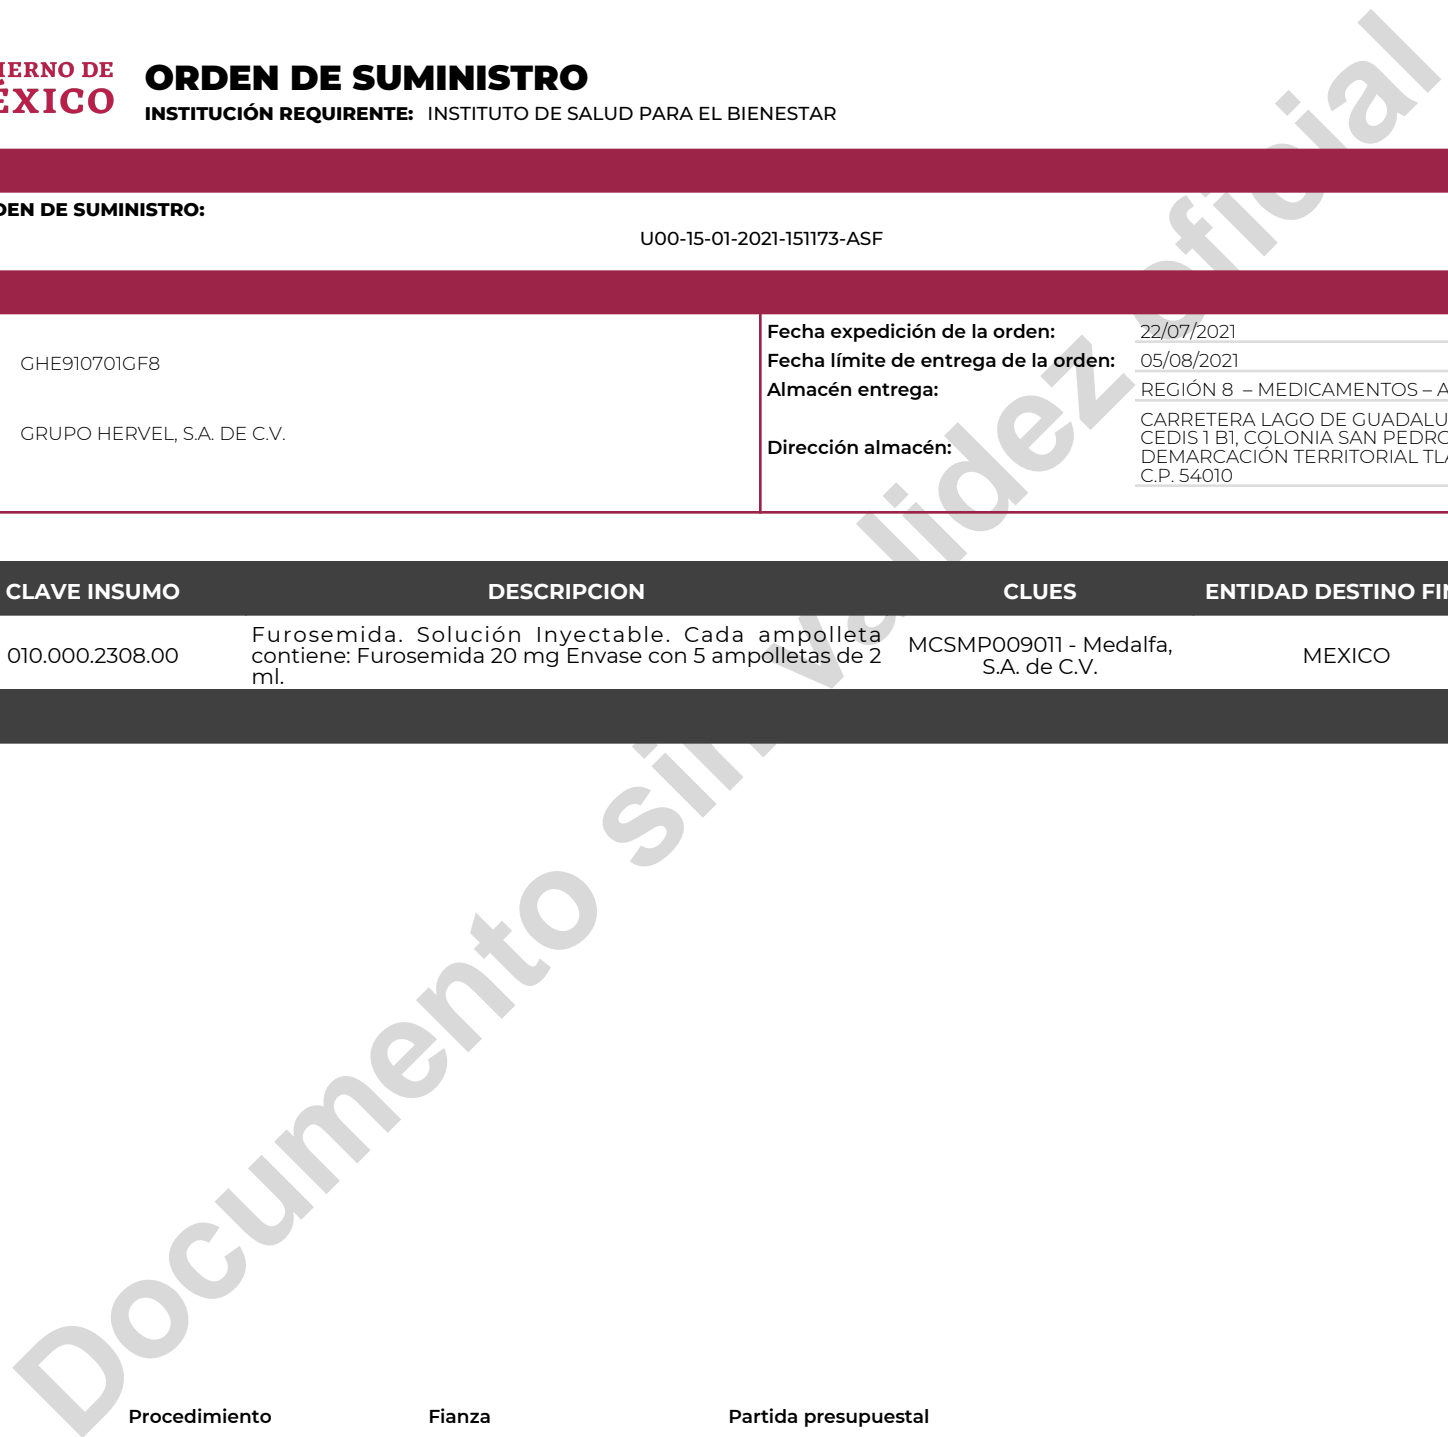 IERNO DE
ÉXICO
ORDEN DE SUMINISTRO
INSTITUCIÓN REQUIRENTE: INSTITUTO DE SALUD PARA EL BIENESTAR
DEN DE SUMINISTRO:
U00-15-01-2021-151173-ASF
GHE910701GF8
GRUPO HERVEL, S.A. DE C.V.
Fecha expedición de la orden: 22/07/2021
Fecha límite de entrega de la orden: 05/08/2021
Almacén entrega: REGIÓN 8 – MEDICAMENTOS – A
Dirección almacén:
CARRETERA LAGO DE GUADALU
CEDIS 1 B1, COLONIA SAN PEDRO
DEMARCACIÓN TERRITORIAL TLA
C.P. 54010
CLAVE INSUMO DESCRIPCION CLUES ENTIDAD DESTINO FIN
010.000.2308.00
Furosemida. Solución Inyectable. Cada ampolleta
contiene: Furosemida 20 mg Envase con 5 ampolletas de 2
ml.
MCSMP009011 - Medalfa,
S.A. de C.V.
MEXICO
Documento sin validez oficial
Procedimiento Fianza Partida presupuestal